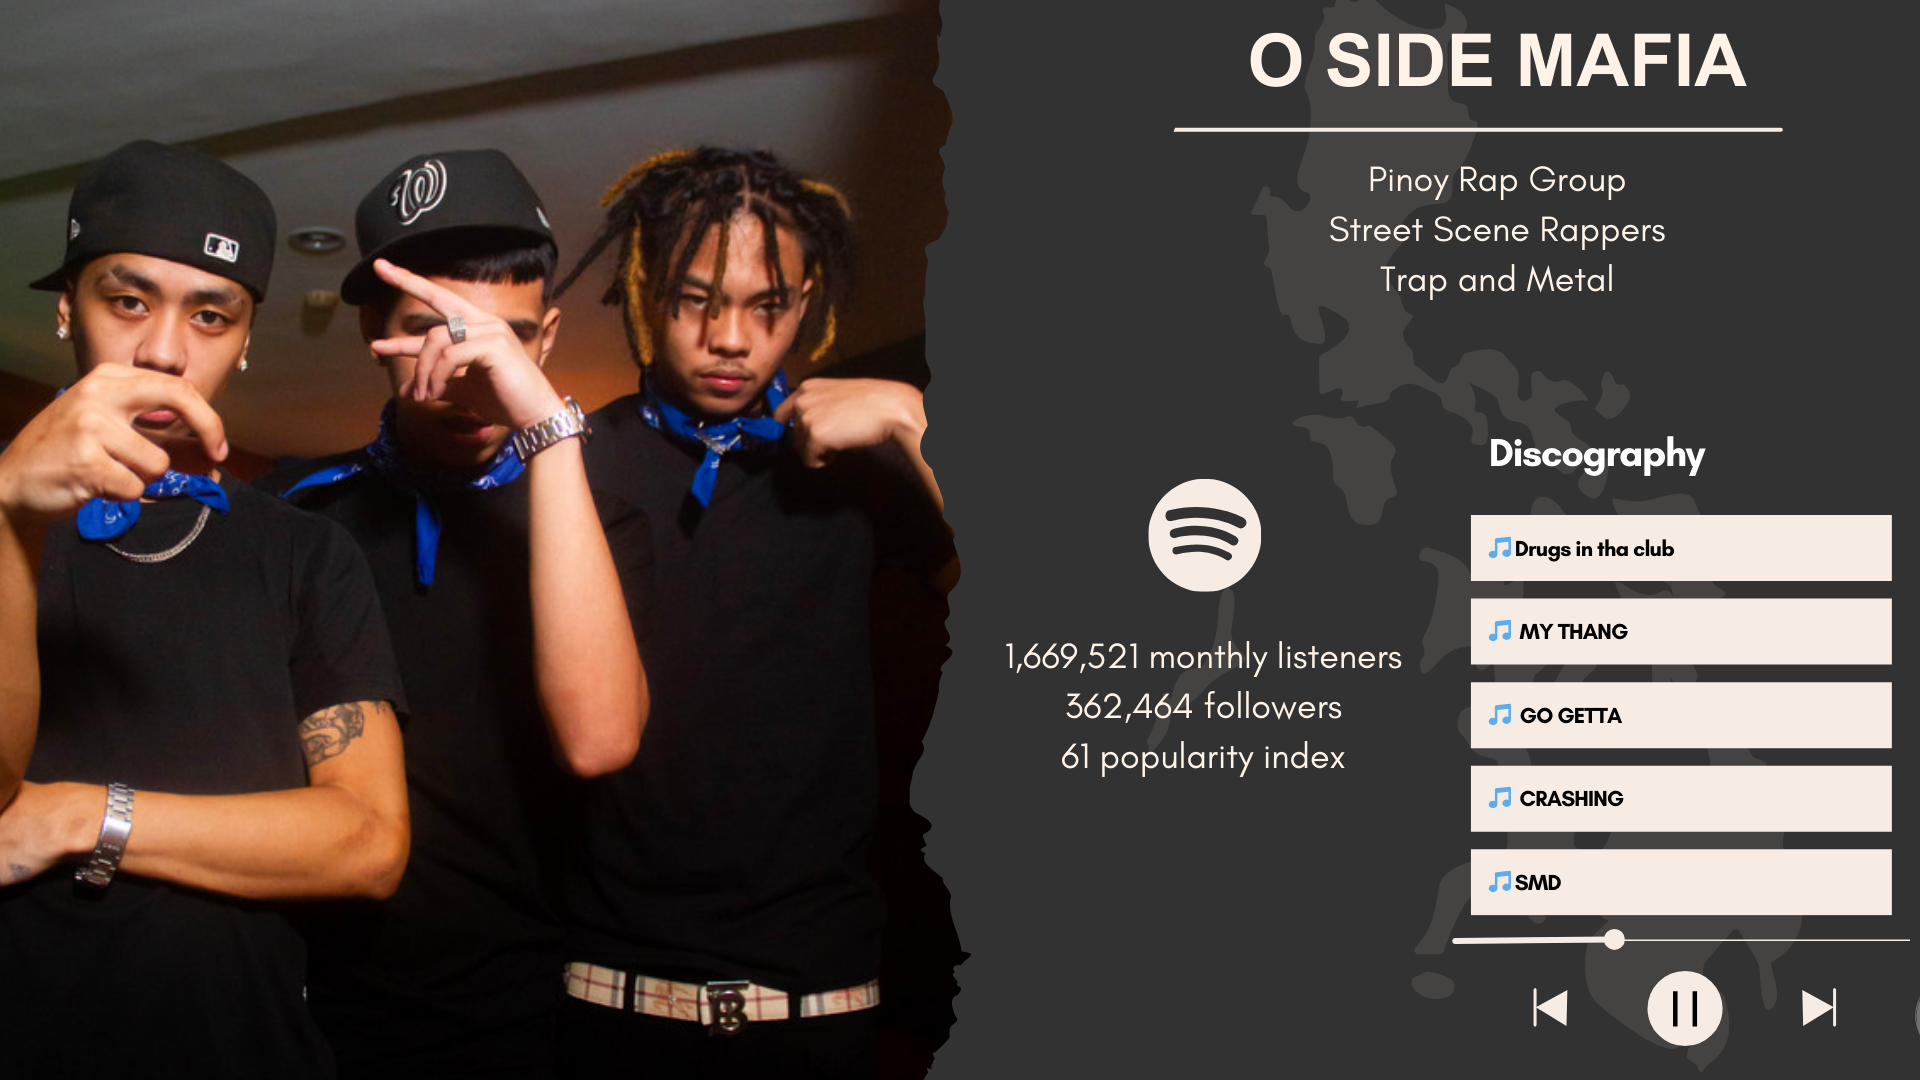 O SIDE MAFIA
Pinoy Rap Group
Street Scene Rappers
Trap and Metal
Discography
Drugs in tha club
MY THANG
GO GETTA
CRASHING
SMD
1,669,521 monthly listeners
362,464 followers
61 popularity index
W
B